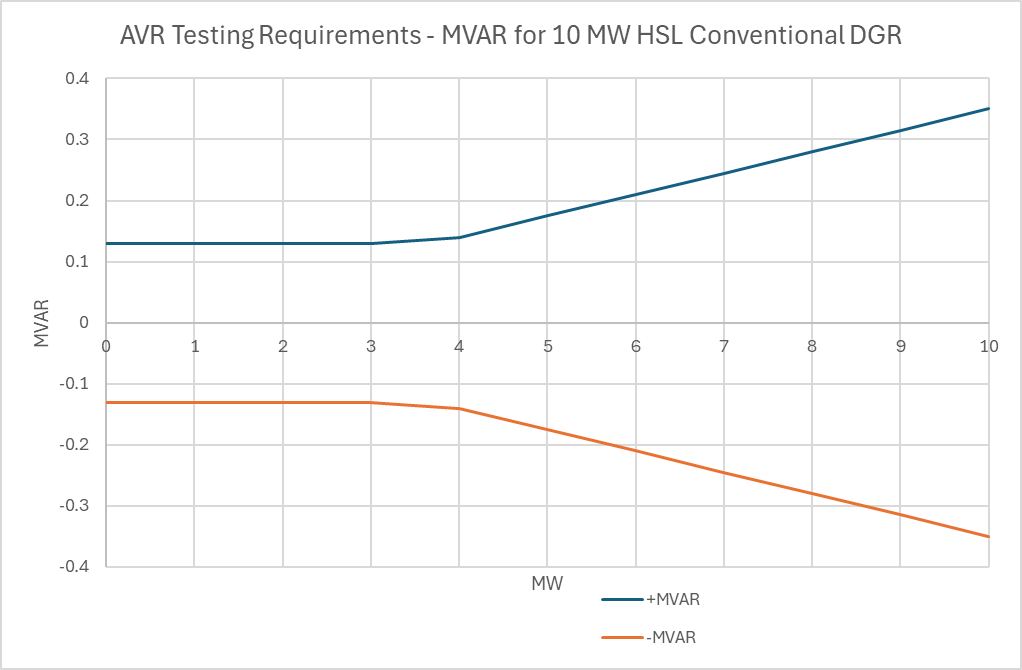 AVR Testing Requirements - MVAR for 10 MW HSL Conventional DGR
0.4
0.3
0.2
0.1
0
-0.1
-0.2
-0.3
-0.4
MVAR
0 1 2 3 4 5 6 7 8 9 10
MW
+MVAR
-MVAR